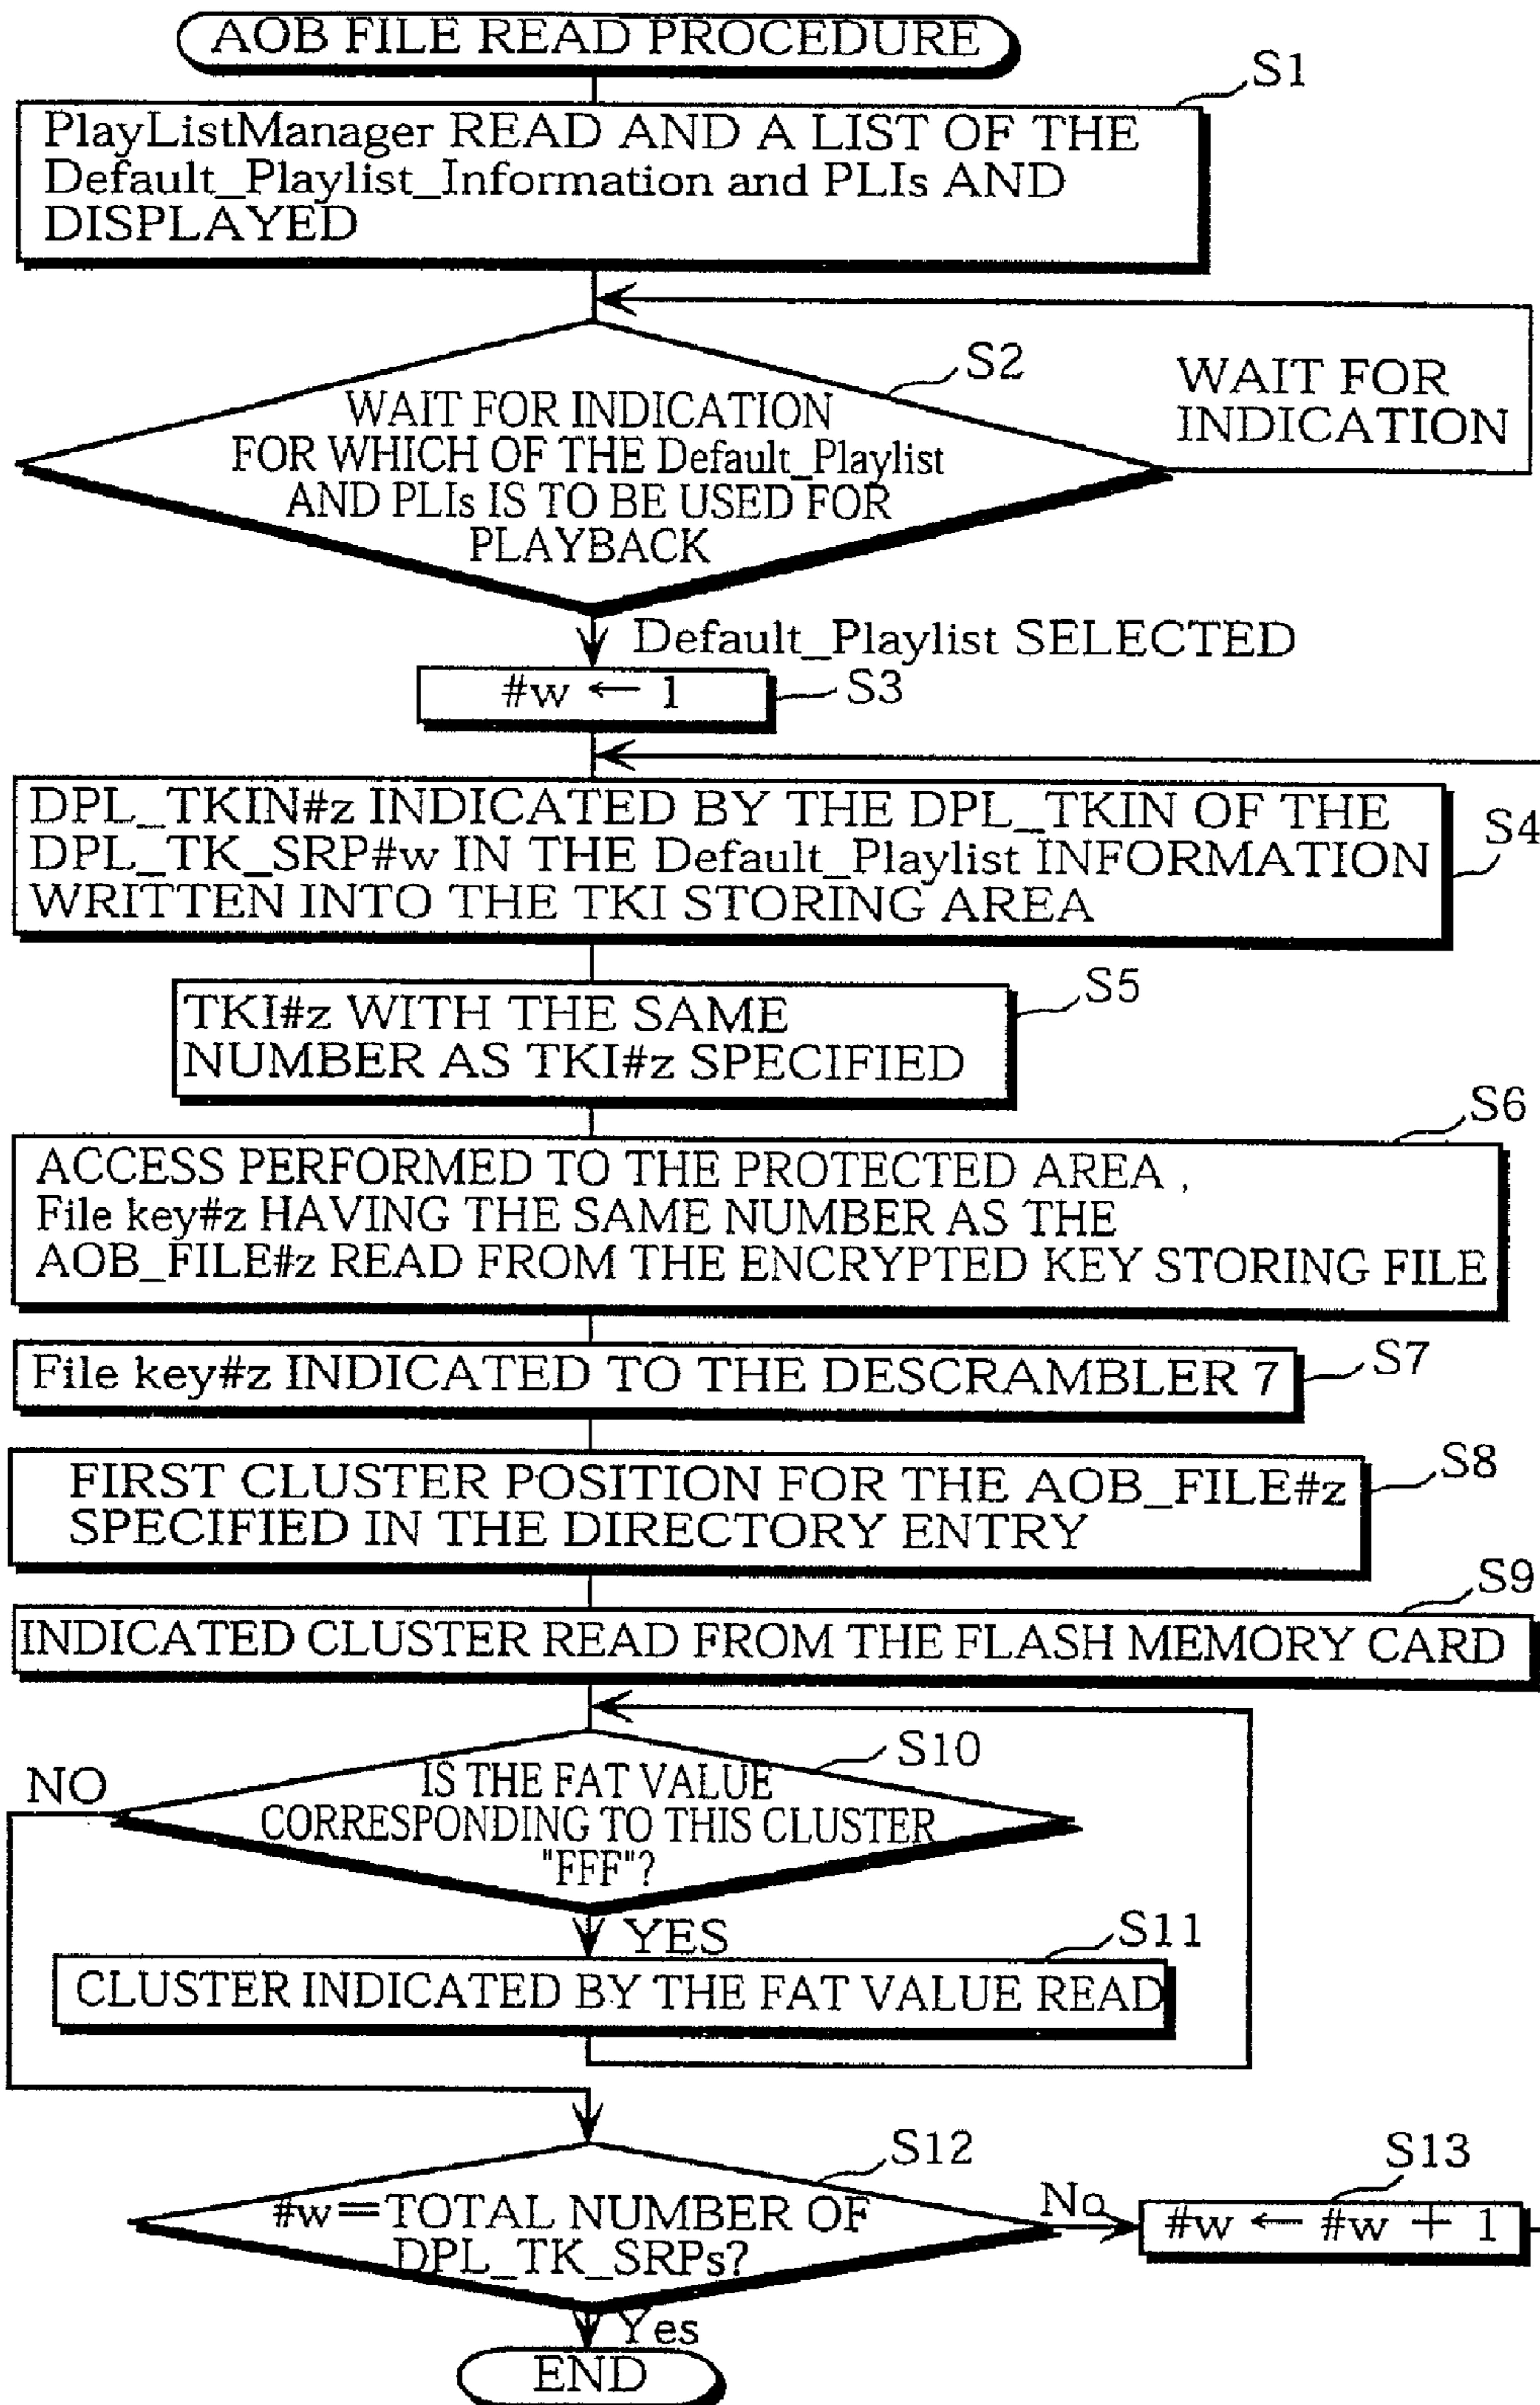 AOB FILE READ PROCEDURE
S1
PlayListManager READ AND A LIST OF THE
Default_Playlist_Information and PLIs AND
DISPLAYED
S2
WAIT FOR INDICATION
FOR WHICH OF THE Default_Playlist
AND PLIs IS TO BE USED FOR
PLAYBACK
WAIT FOR
INDICATION
Default_Playlist SELECTED
#w ← 1
S3
DPL_TKIN#z INDICATED BY THE DPL_TKIN OF THE
DPL_TK_SRP#w IN THE Default_Playlist INFORMATION
WRITTEN INTO THE TKI STORING AREA
S4
TKI#z WITH THE SAME
NUMBER AS TKI#z SPECIFIED
S5
S6
ACCESS PERFORMED TO THE PROTECTED AREA ,
File key#z HAVING THE SAME NUMBER AS THE
AOB_FILE#z READ FROM THE ENCRYPTED KEY STORING FILE
File key#z INDICATED TO THE DESCRAMBLER 7
S7
FIRST CLUSTER POSITION FOR THE AOB_FILE#z
SPECIFIED IN THE DIRECTORY ENTRY
S8
S9
INDICATED CLUSTER READ FROM THE FLASH MEMORY CARD
S10
NO
IS THE FAT VALUE
CORRESPONDING TO THIS CLUSTER
"FFF"?
YES
S11
CLUSTER INDICATED BY THE FAT VALUE READ
S12
#w=TOTAL NUMBER OF
DPL_TK_SRPs?
No
S13
#w ← #w + 1
Yes
END